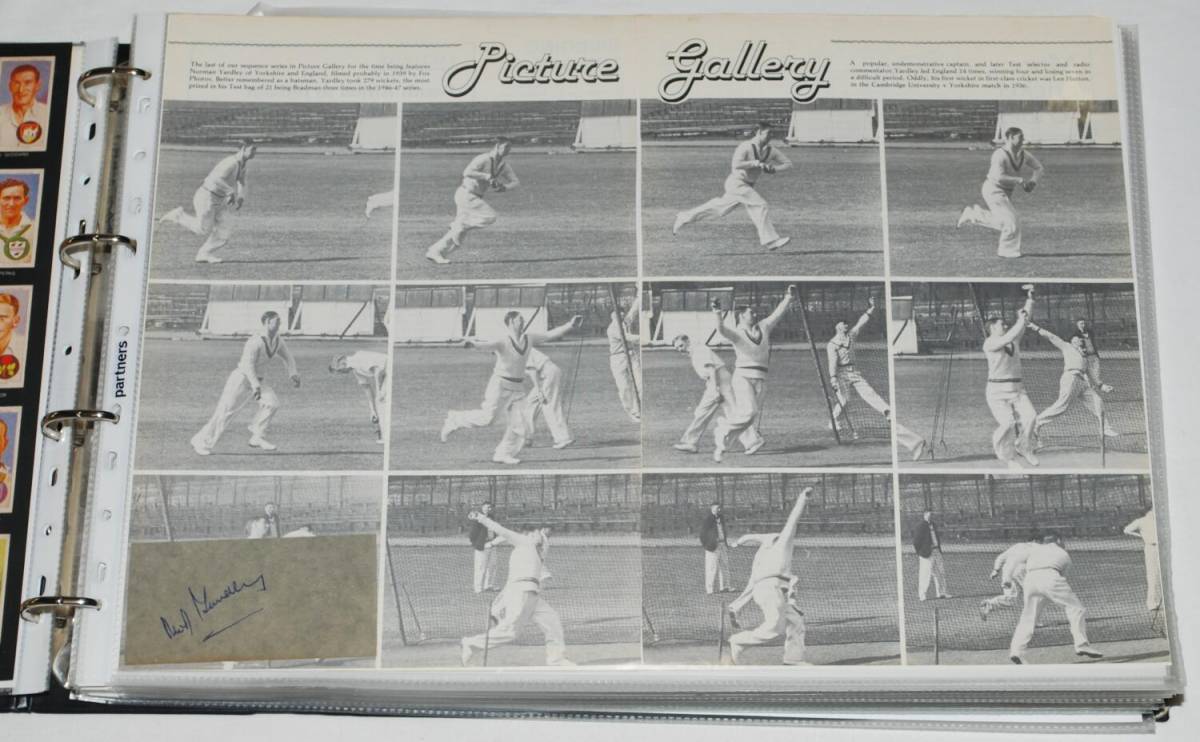 Picture Gallery
The last of our sequence series in Picture Gallery for the time being features
Norman Yardley of Yorkshire and England, filmed probably in 1939 by Fox
Photos. Better remembered as a batsman, Yardley took 279 wickets, the most
prized in his Test bag of 21 being Bradman three times in the 1946-47 series.
A popular, undemonstrative captain, and later Test selector and radio
commentator, Yardley led England 14 times, winning four and losing seven in
a difficult period. Oddly, his first wicket in first-class cricket was Len Hutton,
in the Cambridge University v Yorkshire match in 1936.
partners